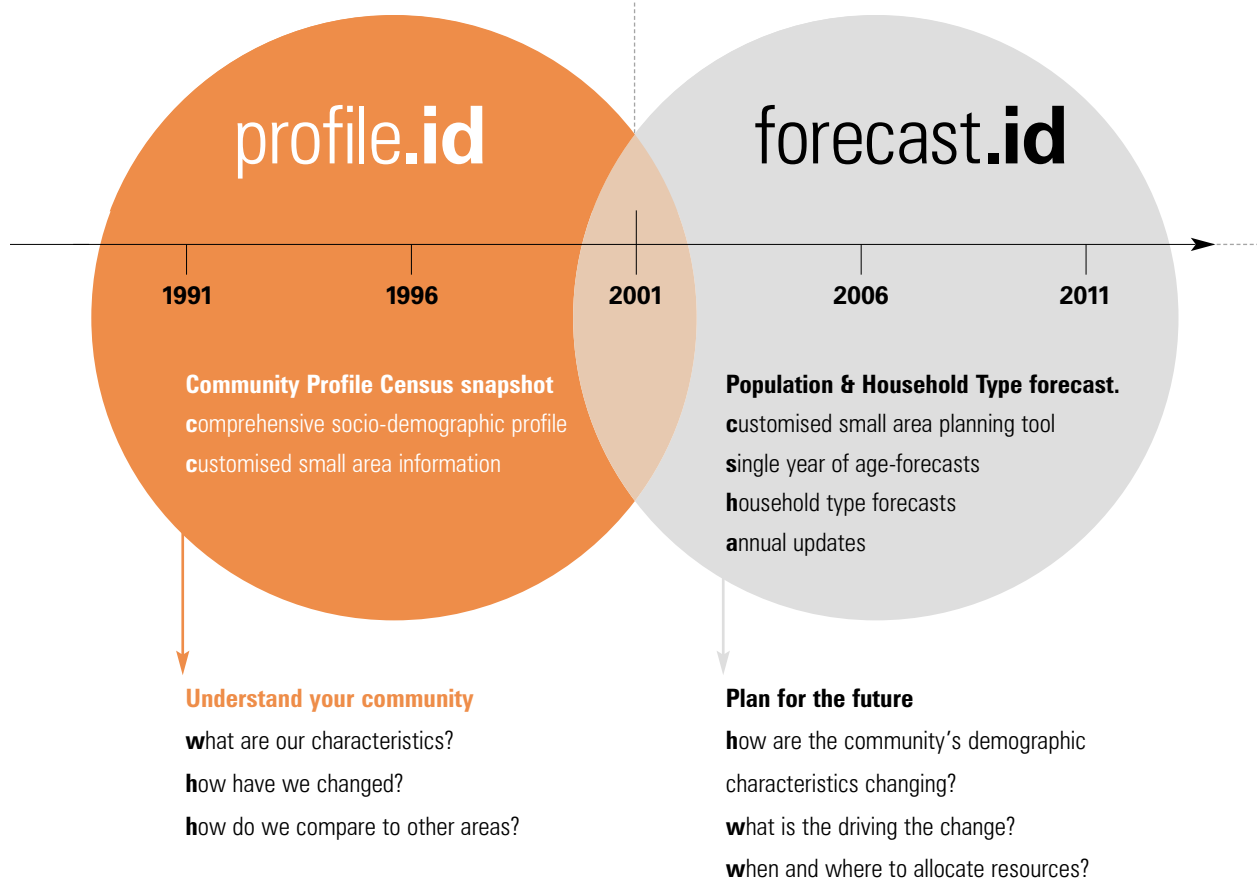 profile.id
forecast.id
1991
1996
2001
2006
2011
Community Profile Census snapshot
comprehensive socio-demographic profile
customised small area information
Population & Household Type forecast.
customised small area planning tool
single year of age-forecasts
household type forecasts
annual updates
Understand your community
what are our characteristics?
how have we changed?
how do we compare to other areas?
Plan for the future
how are the community's demographic
characteristics changing?
what is the driving the change?
when and where to allocate resources?